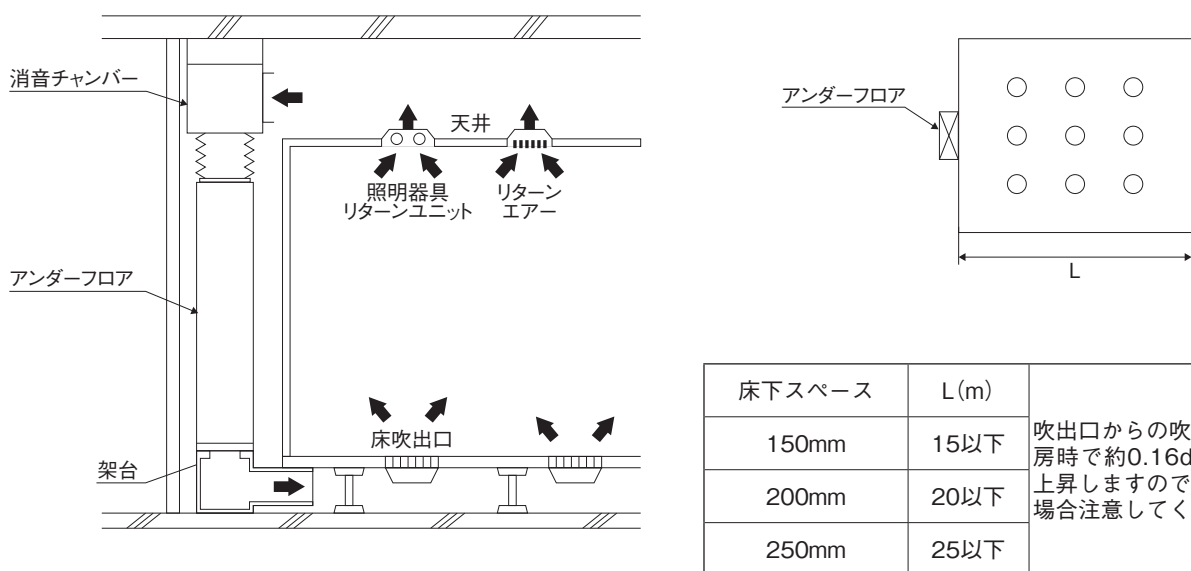 消音チャンバー
天井
照明器具
リターンユニット
リターン
エアー
アンダーフロア
床吹出口
架台
アンダーフロア
L
床下スペース
L(m)
150mm
15以下
200mm
20以下
250mm
25以下
吹出口からの吹
房時で約0.16d
上昇しますので
場合注意してく